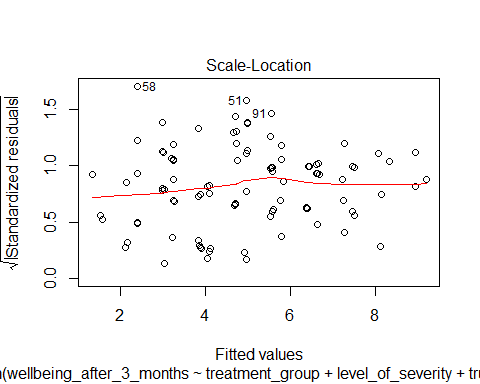 Scale-Location
√|Standardized residuals|
0.0
0.5
1.0
1.5
58
51
91
2
4
6
8
Fitted values
(wellbeing_after_3_months ~ treatment_group + level_of_severity +